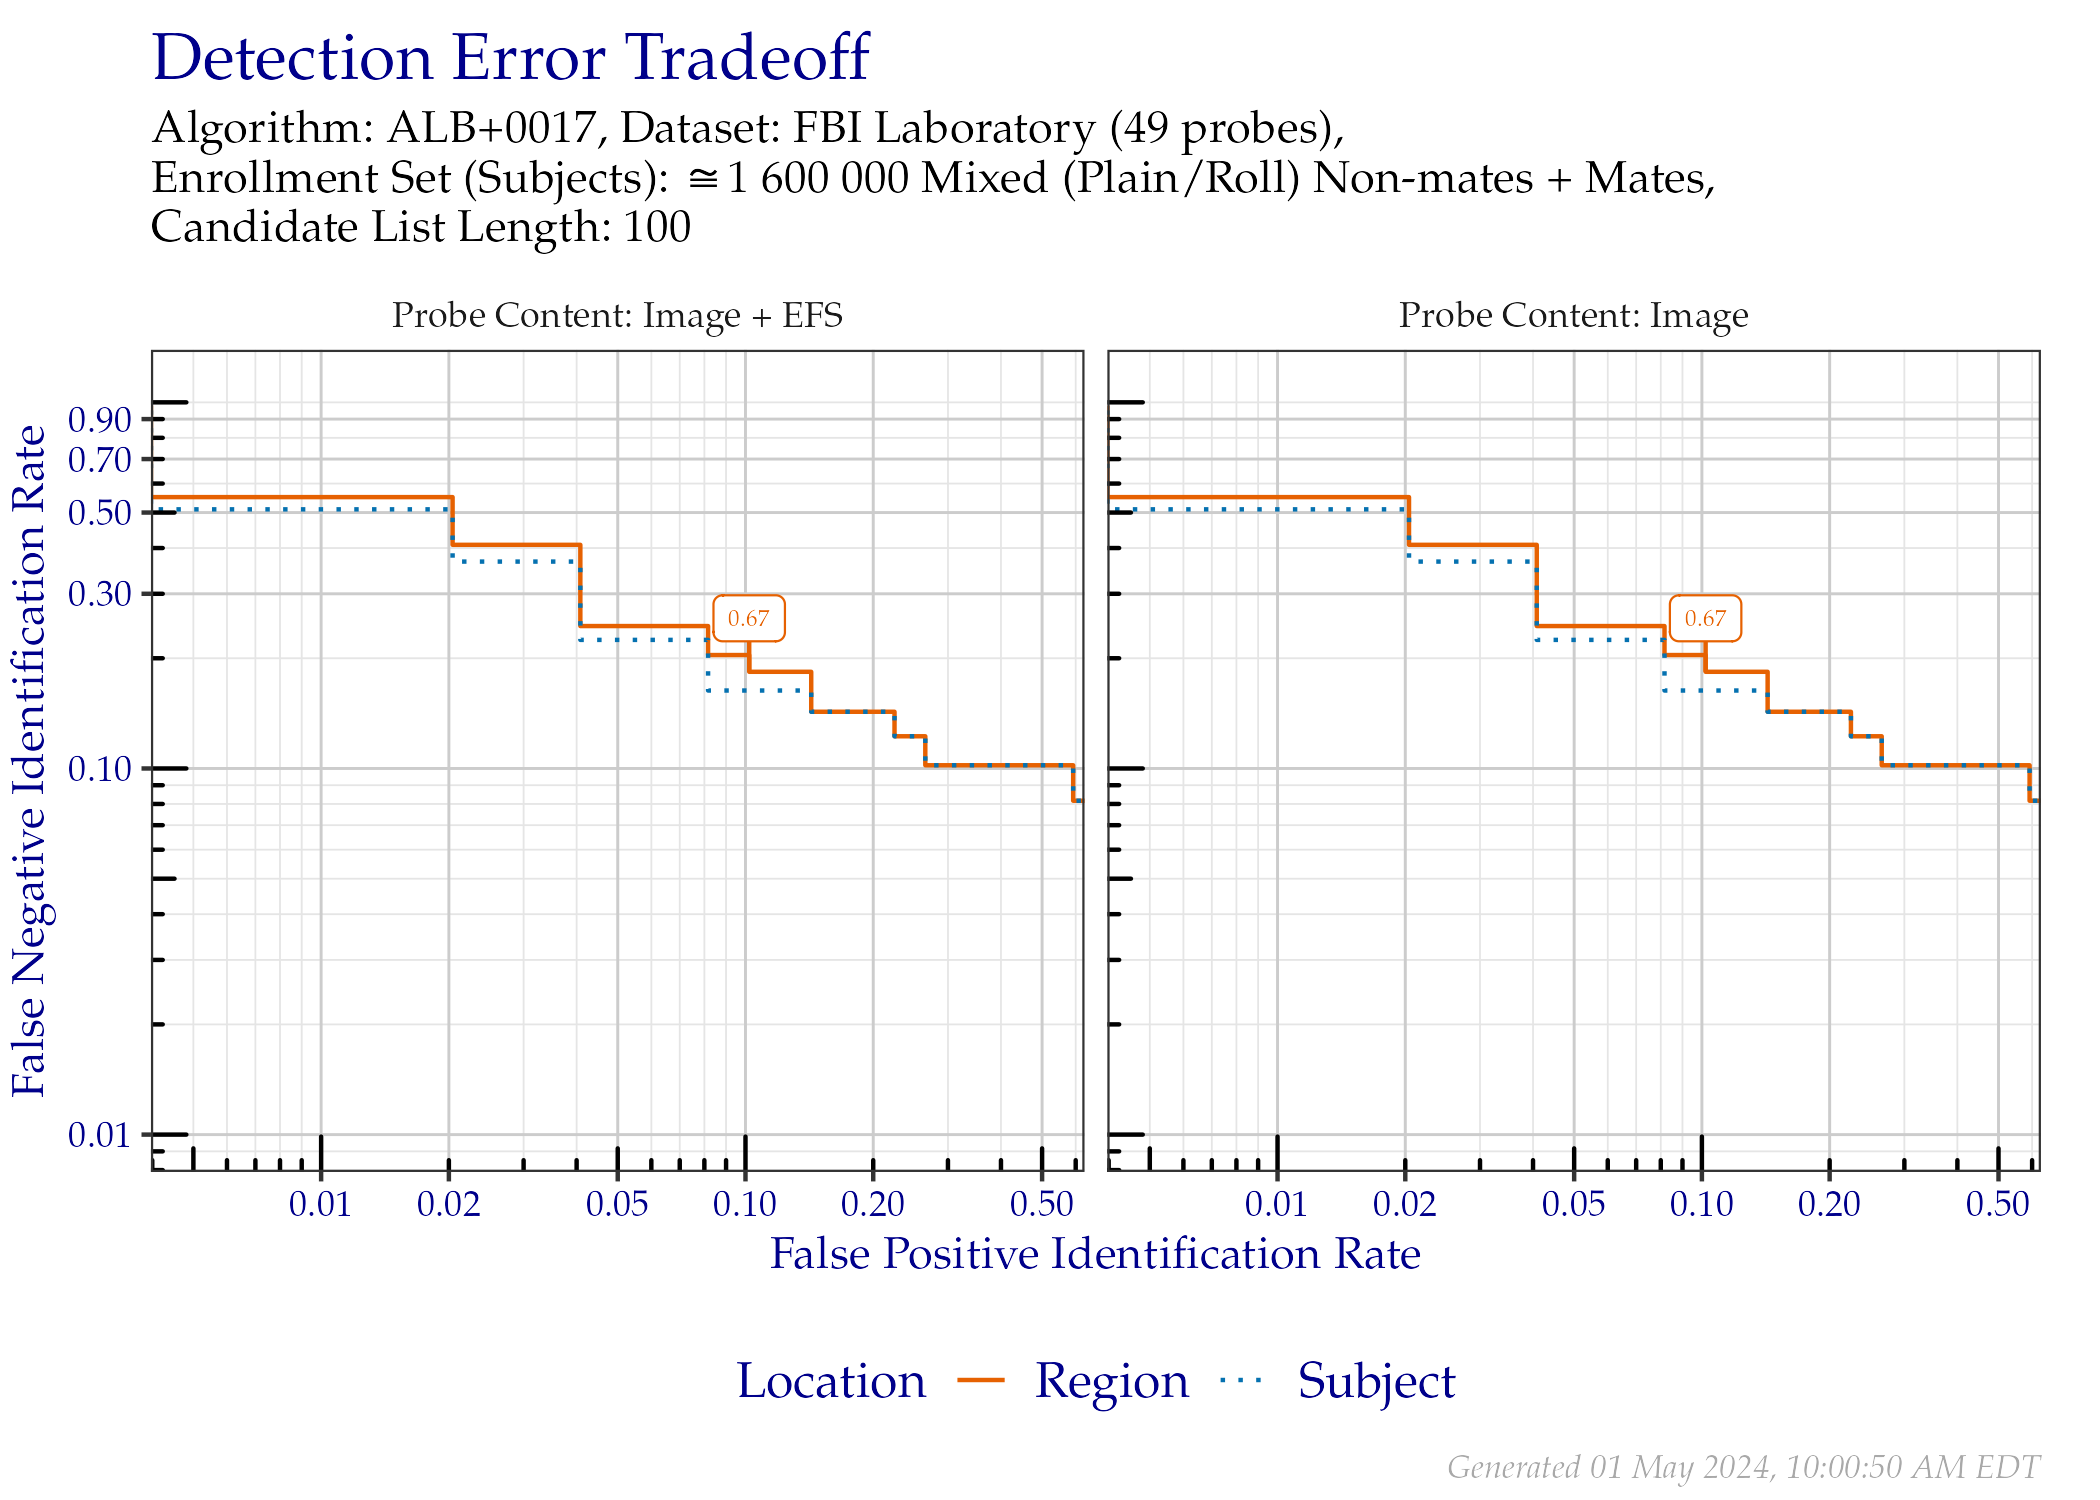 Detection Error Tradeoff
Algorithm: ALB+0017, Dataset: FBI Laboratory (49 probes),
Enrollment Set (Subjects): ≅1 600 000 Mixed (Plain/Roll) Non-mates + Mates,
Candidate List Length: 100
Probe Content: Image + EFS
Probe Content: Image
False Negative Identification Rate
0.90
0.70
0.50
0.30
0.10
0.01
0.67
0.67
0.01 0.02 0.05 0.10 0.20 0.50
0.01 0.02 0.05 0.10 0.20 0.50
False Positive Identification Rate
Location Region Subject
Generated 01 May 2024, 10:00:50 AM EDT